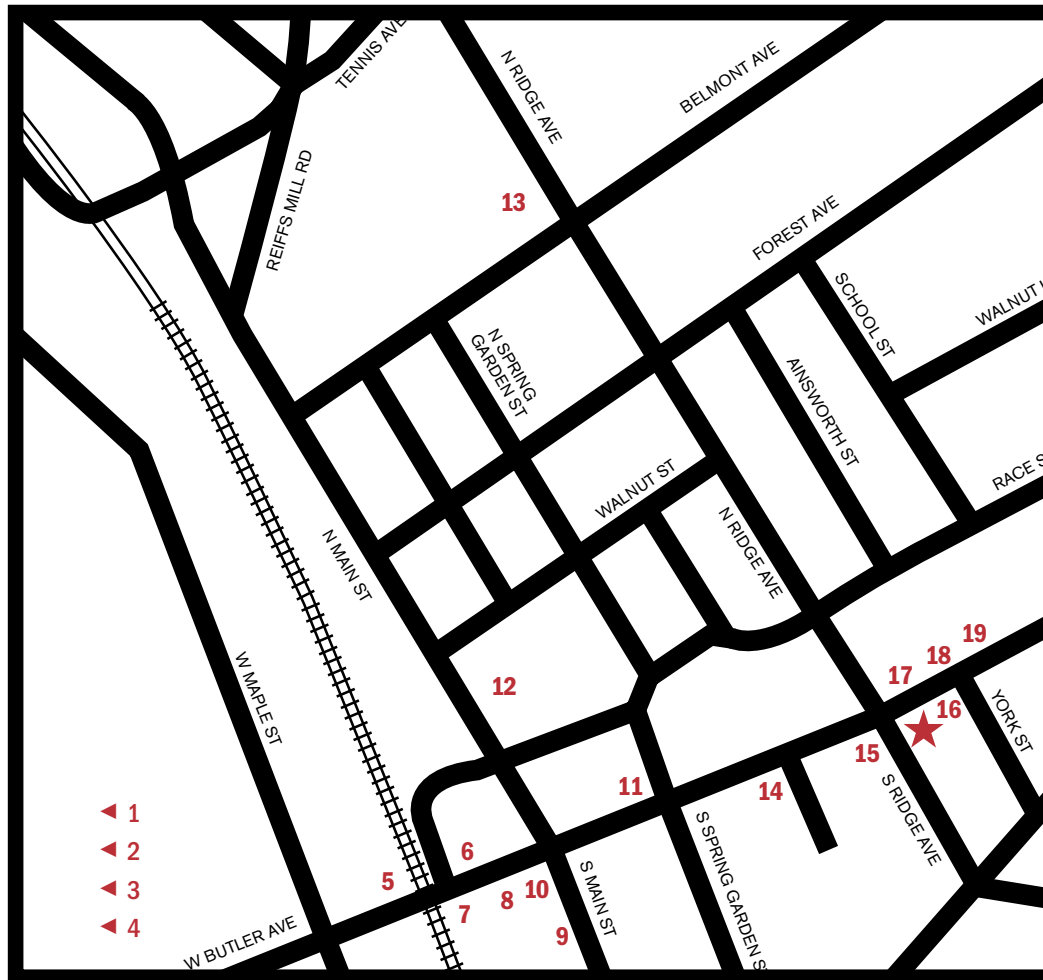 TENNIS AVE
N RIDGE AVE
BELMONT AVE
REIFFS MILL RD
13
FOREST AVE
SCHOOL ST
WALNUT
N SPRING
GARDEN ST
AINSWORTH ST
WALNUT ST
RACE S
N RIDGE AVE
N MAIN ST
W MAPLE ST
12
19
18
17
16
YORK ST
15
11
14
S RIDGE AVE
1
2
3
4
S SPRING GARDEN S
6
5
10
8
7
9
S MAIN ST
W BUTLER AVE